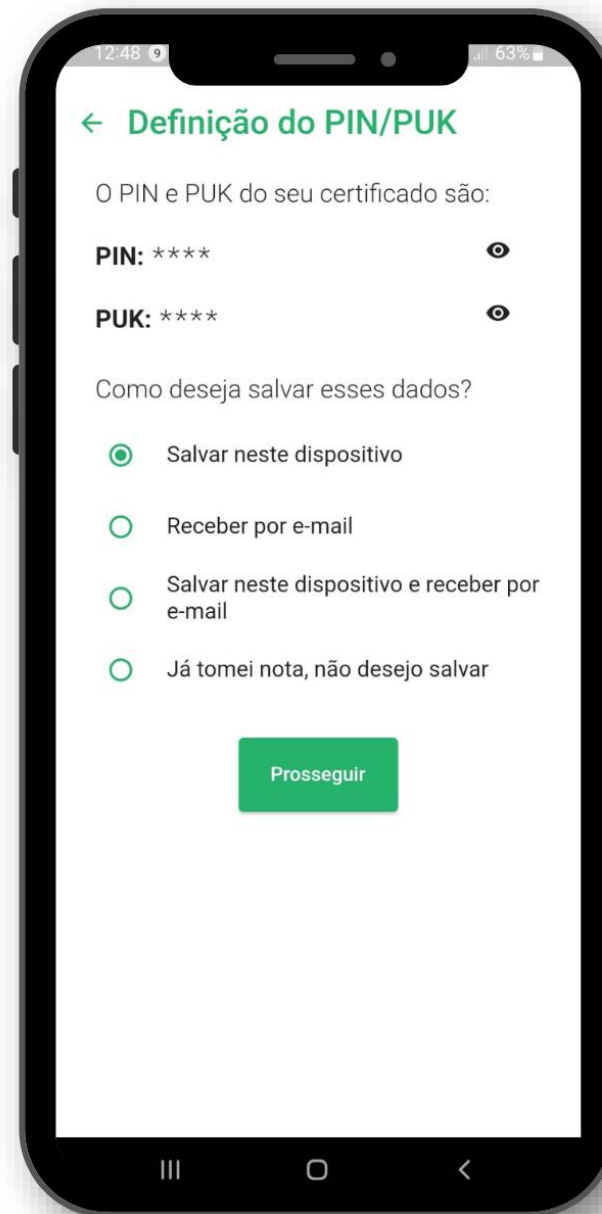 12:48 9 63%
← Definição do PIN/PUK
O PIN e PUK do seu certificado são:
PIN: ****
PUK: ****
Como deseja salvar esses dados?
Salvar neste dispositivo
Receber por e-mail
Salvar neste dispositivo e receber por
e-mail
Já tomei nota, não desejo salvar
Prosseguir